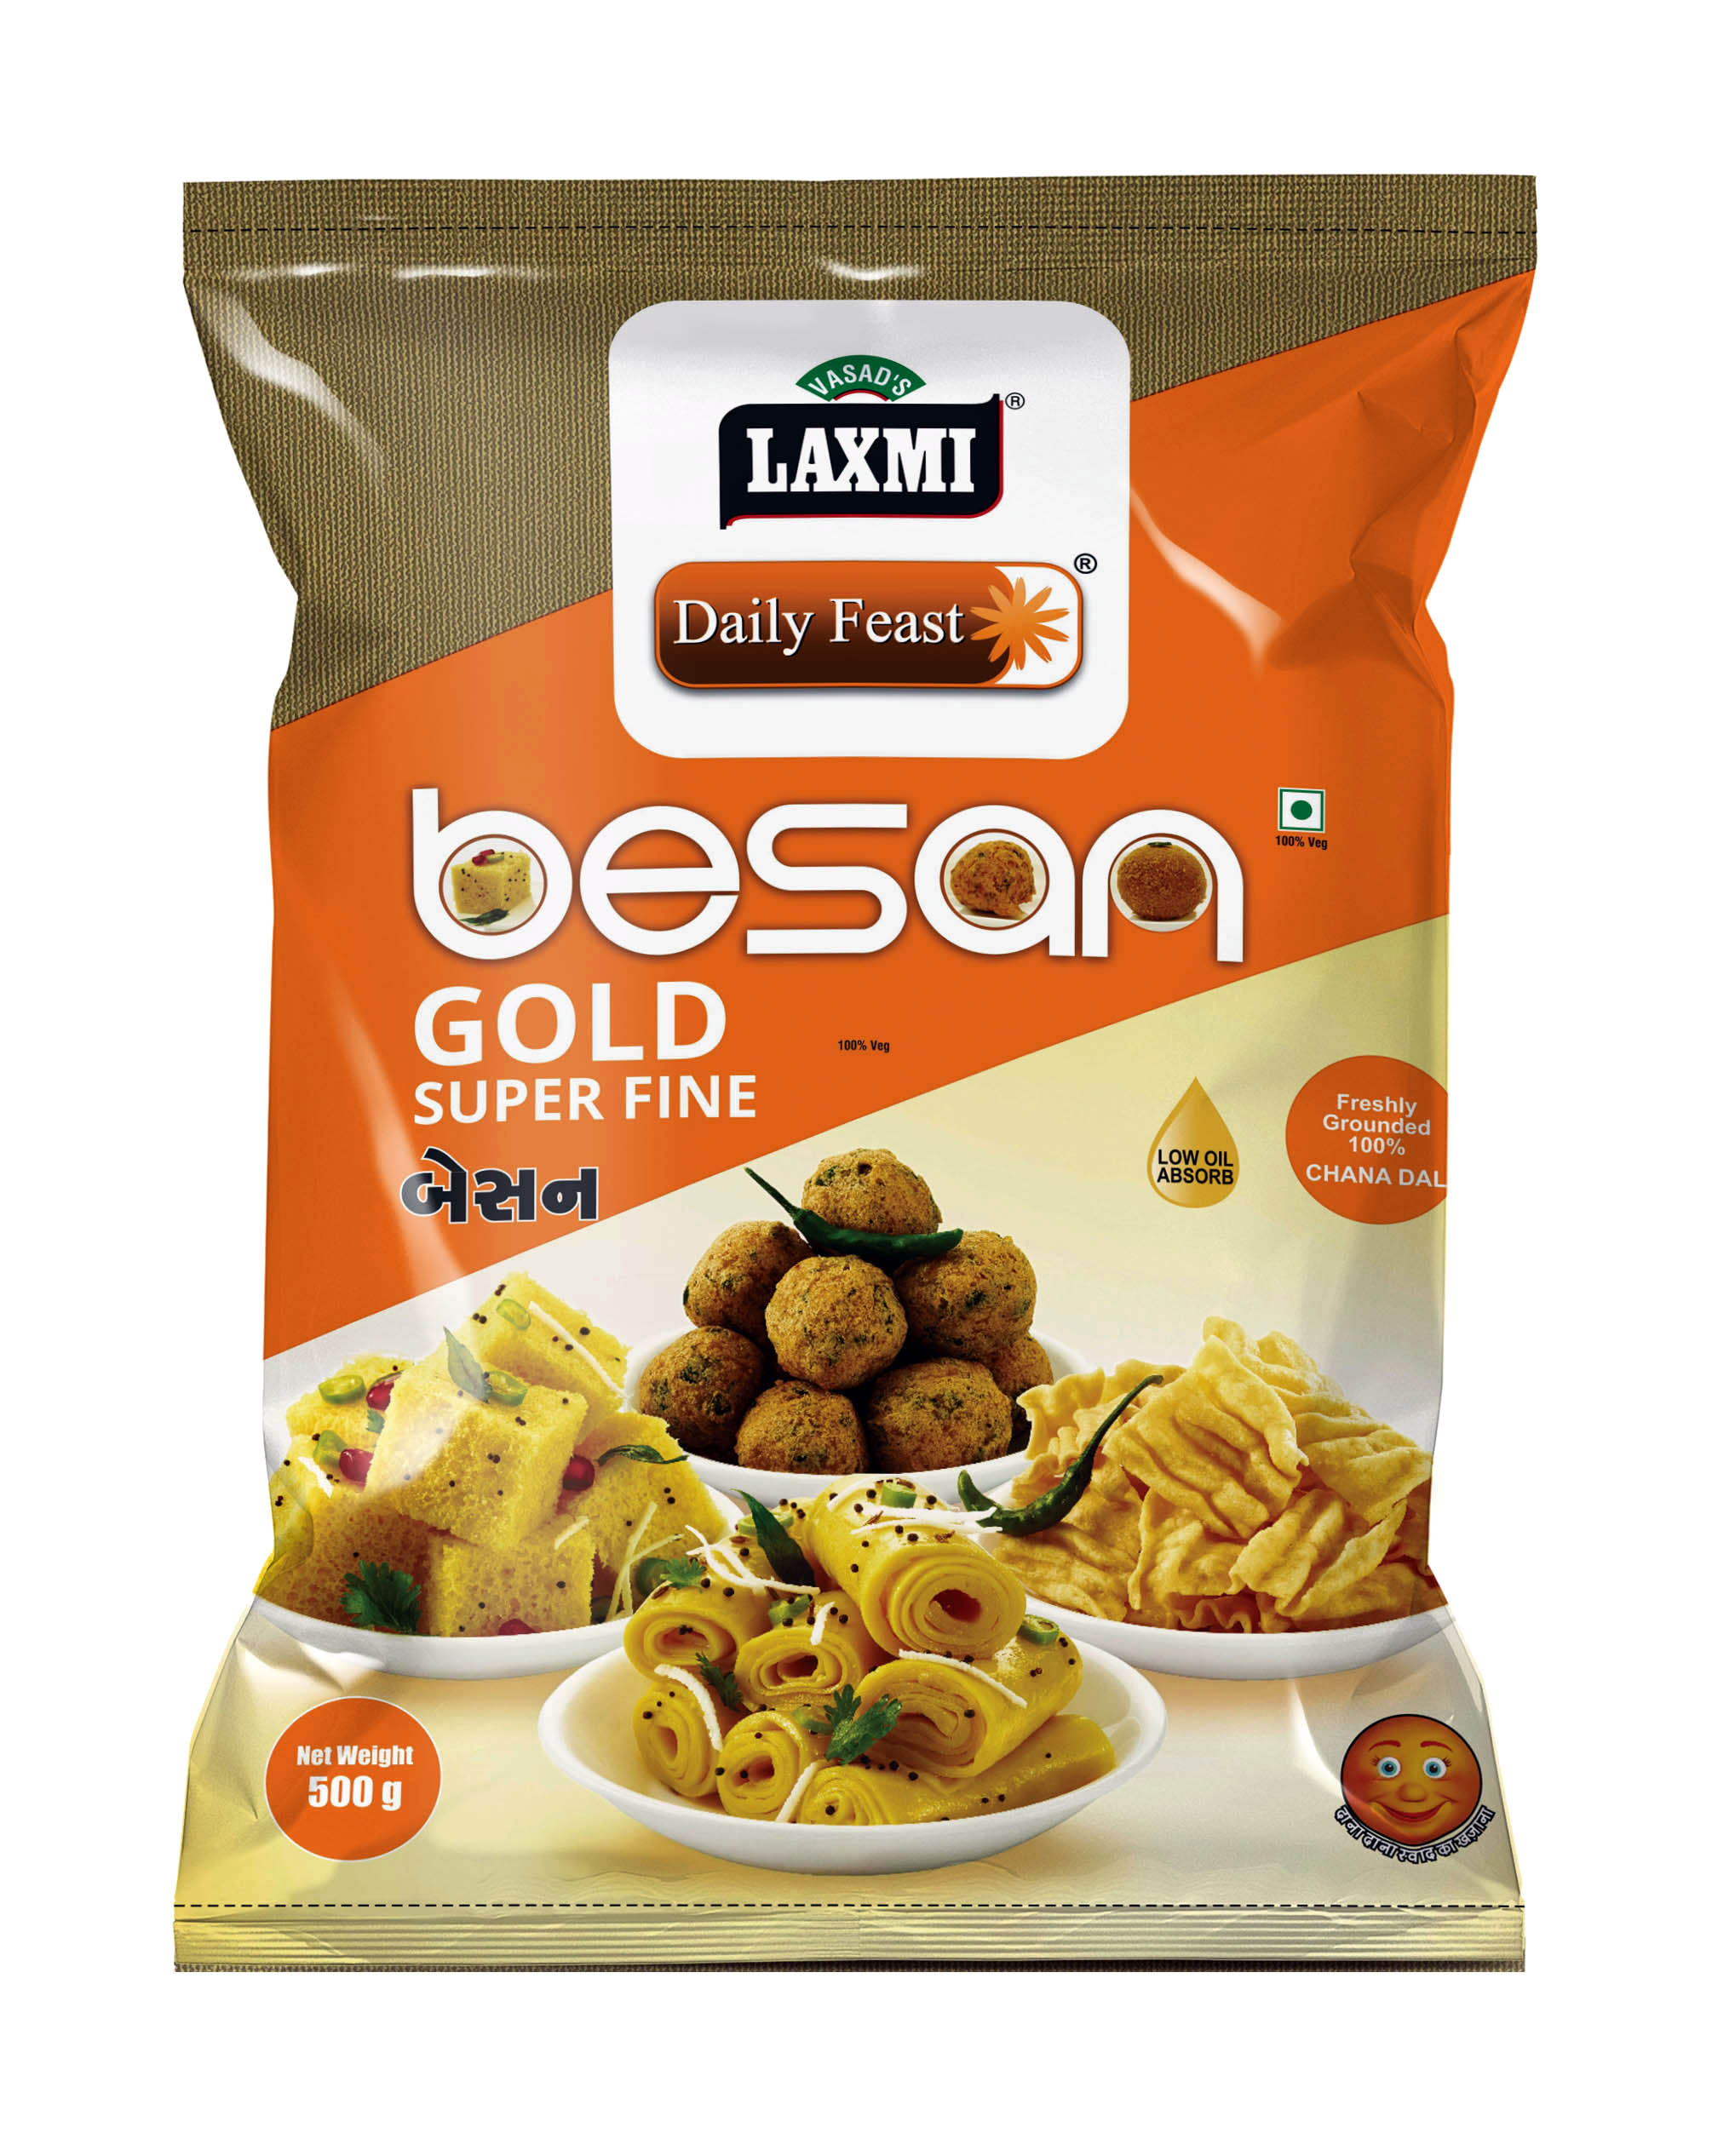 VASAD'S
LAXMI ®
Daily Feast ®
besan
100% Veg
GOLD
SUPER FINE
100% Veg
બેસન
LOW OIL
ABSORB
Freshly
Grounded
100%
CHANA DAL
Net Weight
500 g
दाना दाना स्वाद का खज़ाना